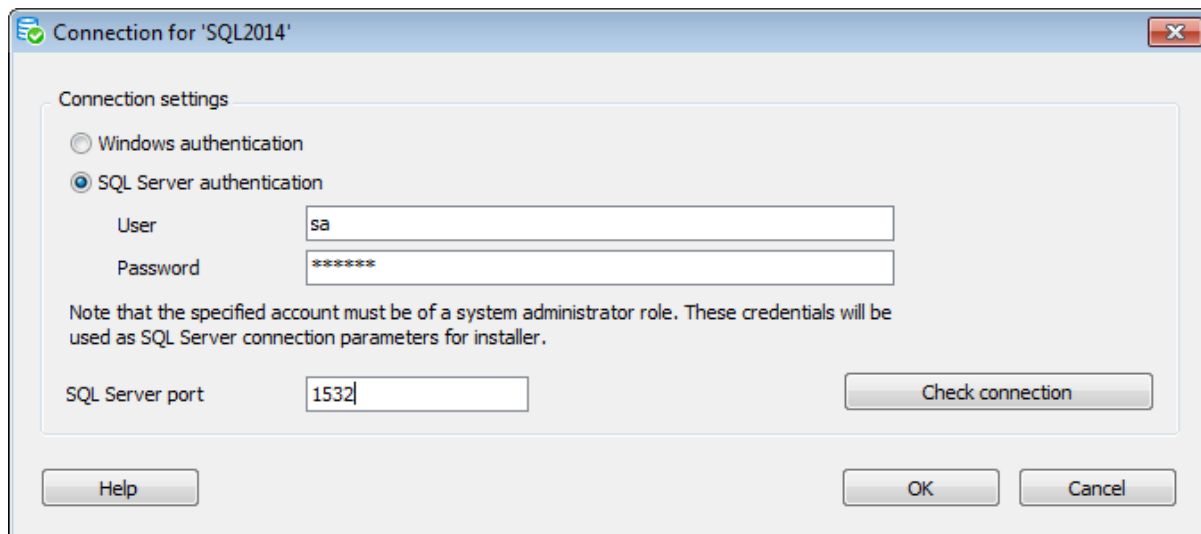 Connection for 'SQL2014'
Connection settings
Windows authentication
SQL Server authentication
User
sa
Password
******
Note that the specified account must be of a system administrator role. These credentials will be
used as SQL Server connection parameters for installer.
SQL Server port
1532
Check connection
Help
OK
Cancel